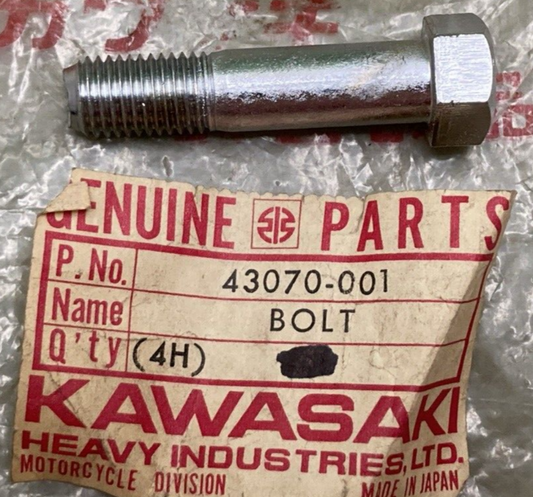 GENUINE PARTS
P. No. 43070-001
Name BOLT
Q'ty (4H)
KAWASAKI
HEAVY INDUSTRIES, LTD.
MOTORCYCLE DIVISION MADE IN JAPAN